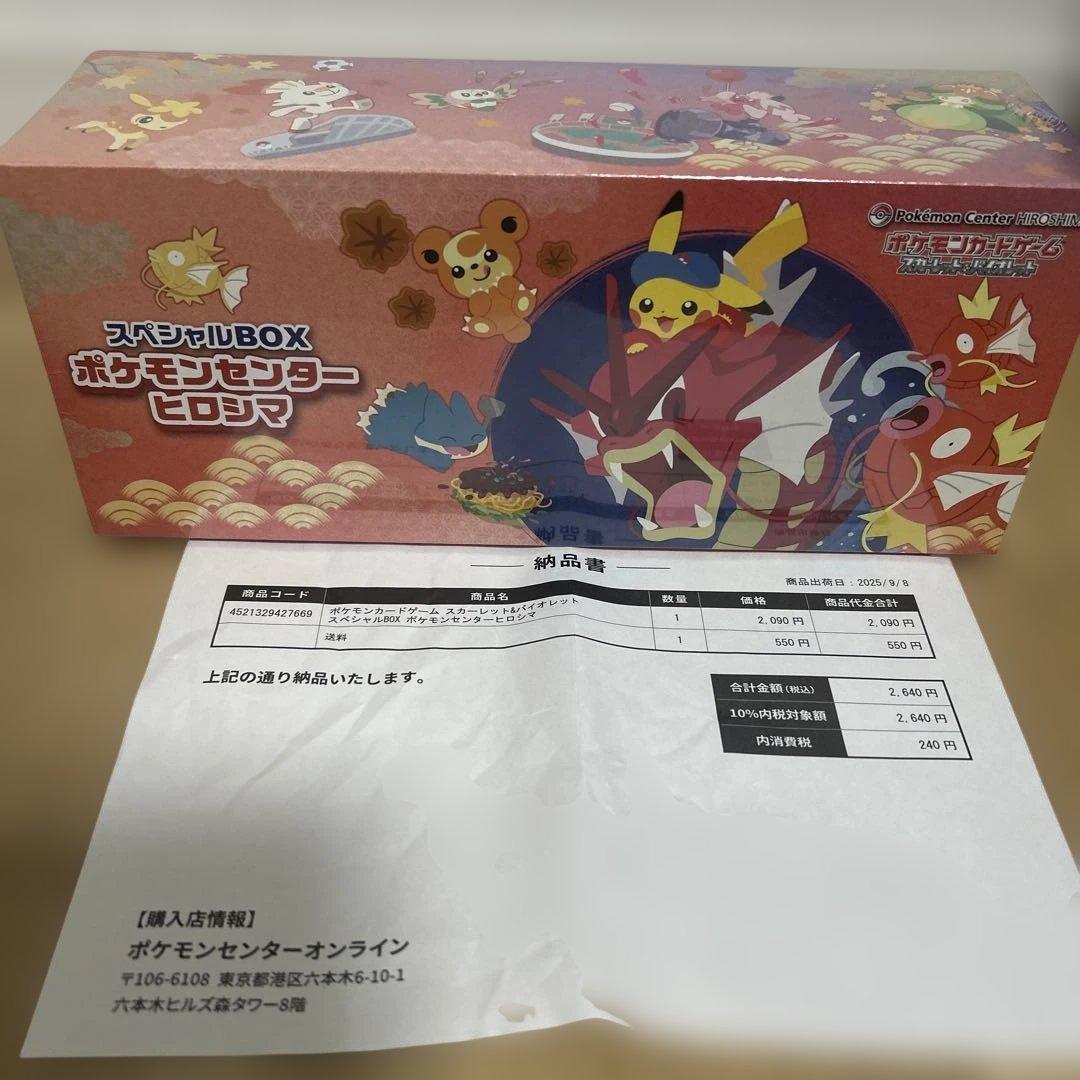 Pokémon Center HIROSHIM
ポケモンカードゲーム
スカーレット&バイオレット
スペシャルBOX
ポケモンセンター
ヒロシマ
納品書
商品出荷日:2025/9/8
商品コード 商品名 数量 価格 商品代金合計
4521329427669 ポケモンカードゲーム スカーレット&バイオレット
スペシャルBOX ポケモンセンターヒロシマ 1 2,090 円 2,090 円
送料 1 550 円 550 円
上記の通り納品いたします。
合計金額(税込) 2,640 円
10%内税対象額 2,640 円
内消費税 240 円
【購入店情報】
ポケモンセンターオンライン
〒106-6108 東京都港区六本木6-10-1
六本木ヒルズ森タワー8階